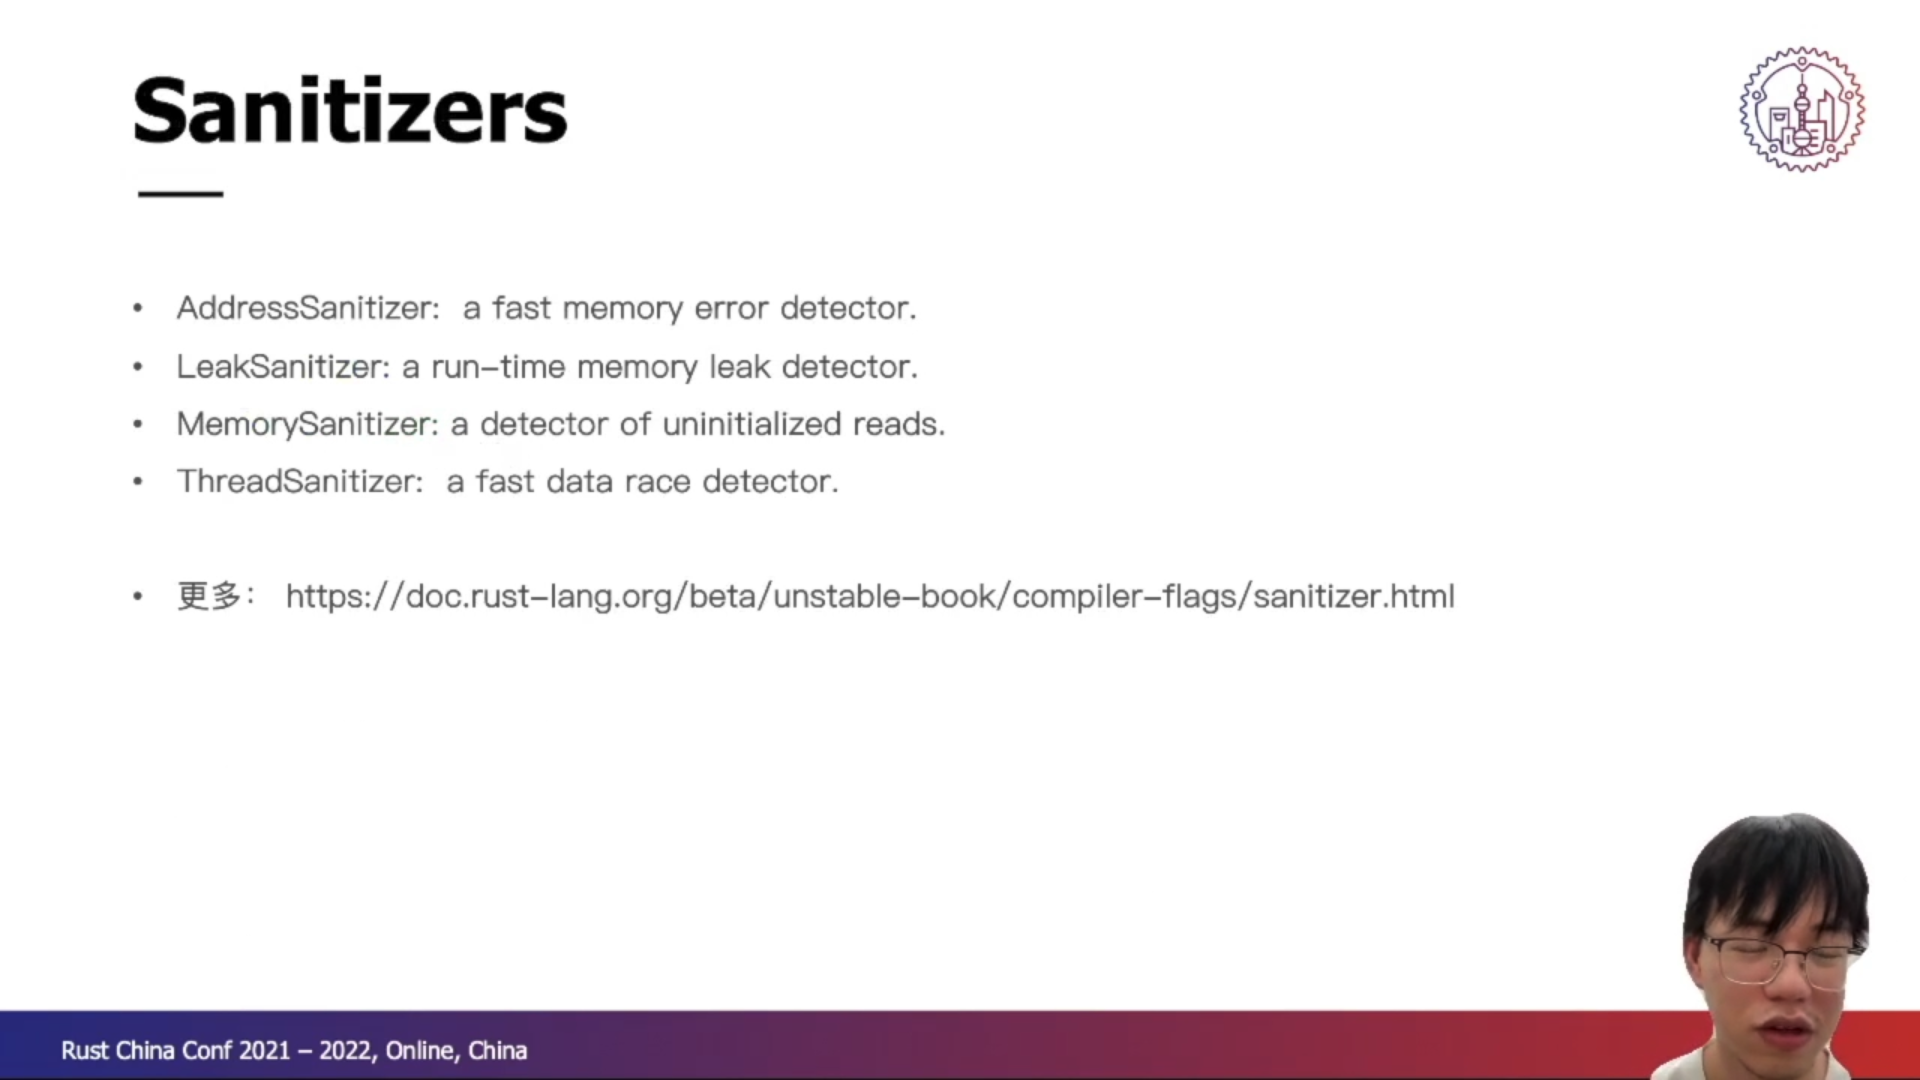 Sanitizers
• AddressSanitizer:  a fast memory error detector.
• LeakSanitizer: a run-time memory leak detector.
• MemorySanitizer: a detector of uninitialized reads.
• ThreadSanitizer:  a fast data race detector.
• 更多： https://doc.rust-lang.org/beta/unstable-book/compiler-flags/sanitizer.html
Rust China Conf 2021 – 2022, Online, China